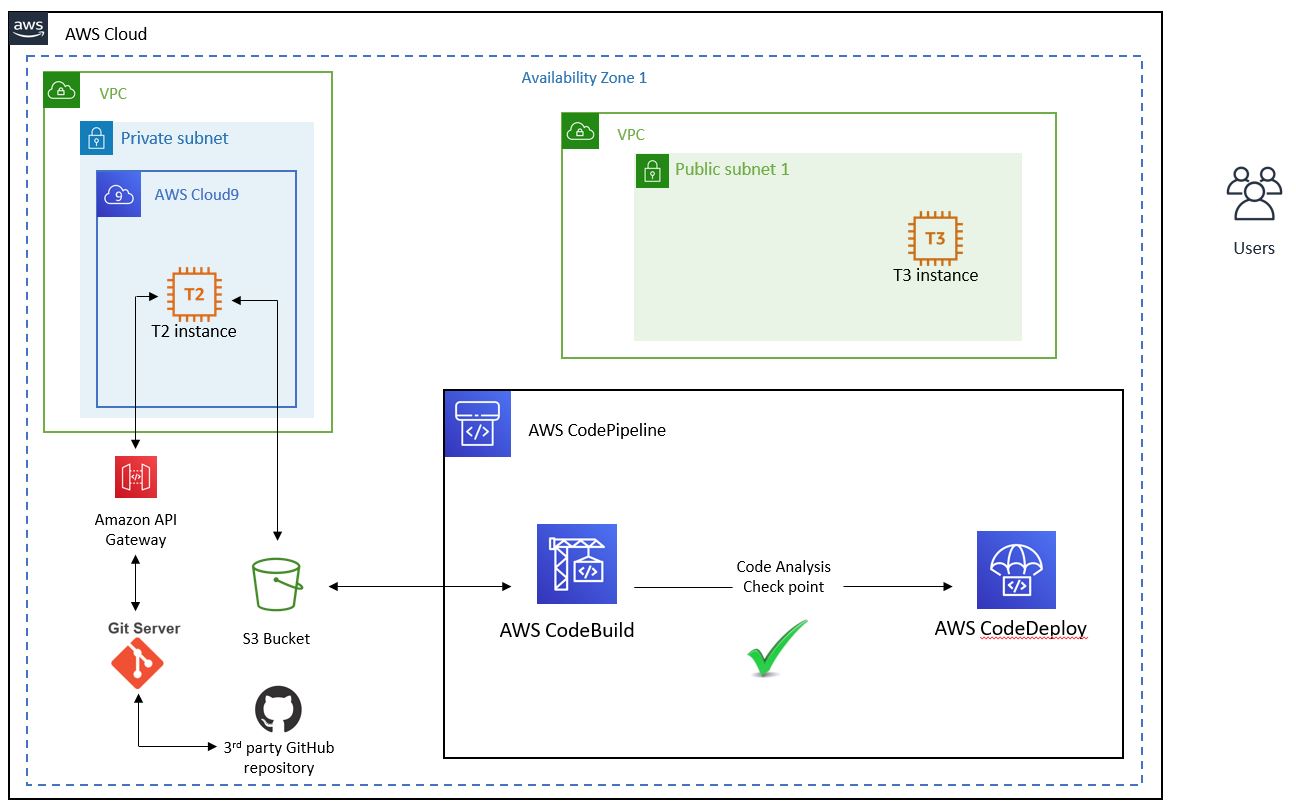 aws
AWS Cloud
Availability Zone 1
VPC
Private subnet
9
AWS Cloud9
T2
T2 instance
VPC
Public subnet 1
T3
T3 instance
Users
Amazon API
Gateway
Git Server
3rd party GitHub
repository
S3 Bucket
</>
AWS CodePipeline
</>
AWS CodeBuild
Code Analysis
Check point
</>
AWS CodeDeploy